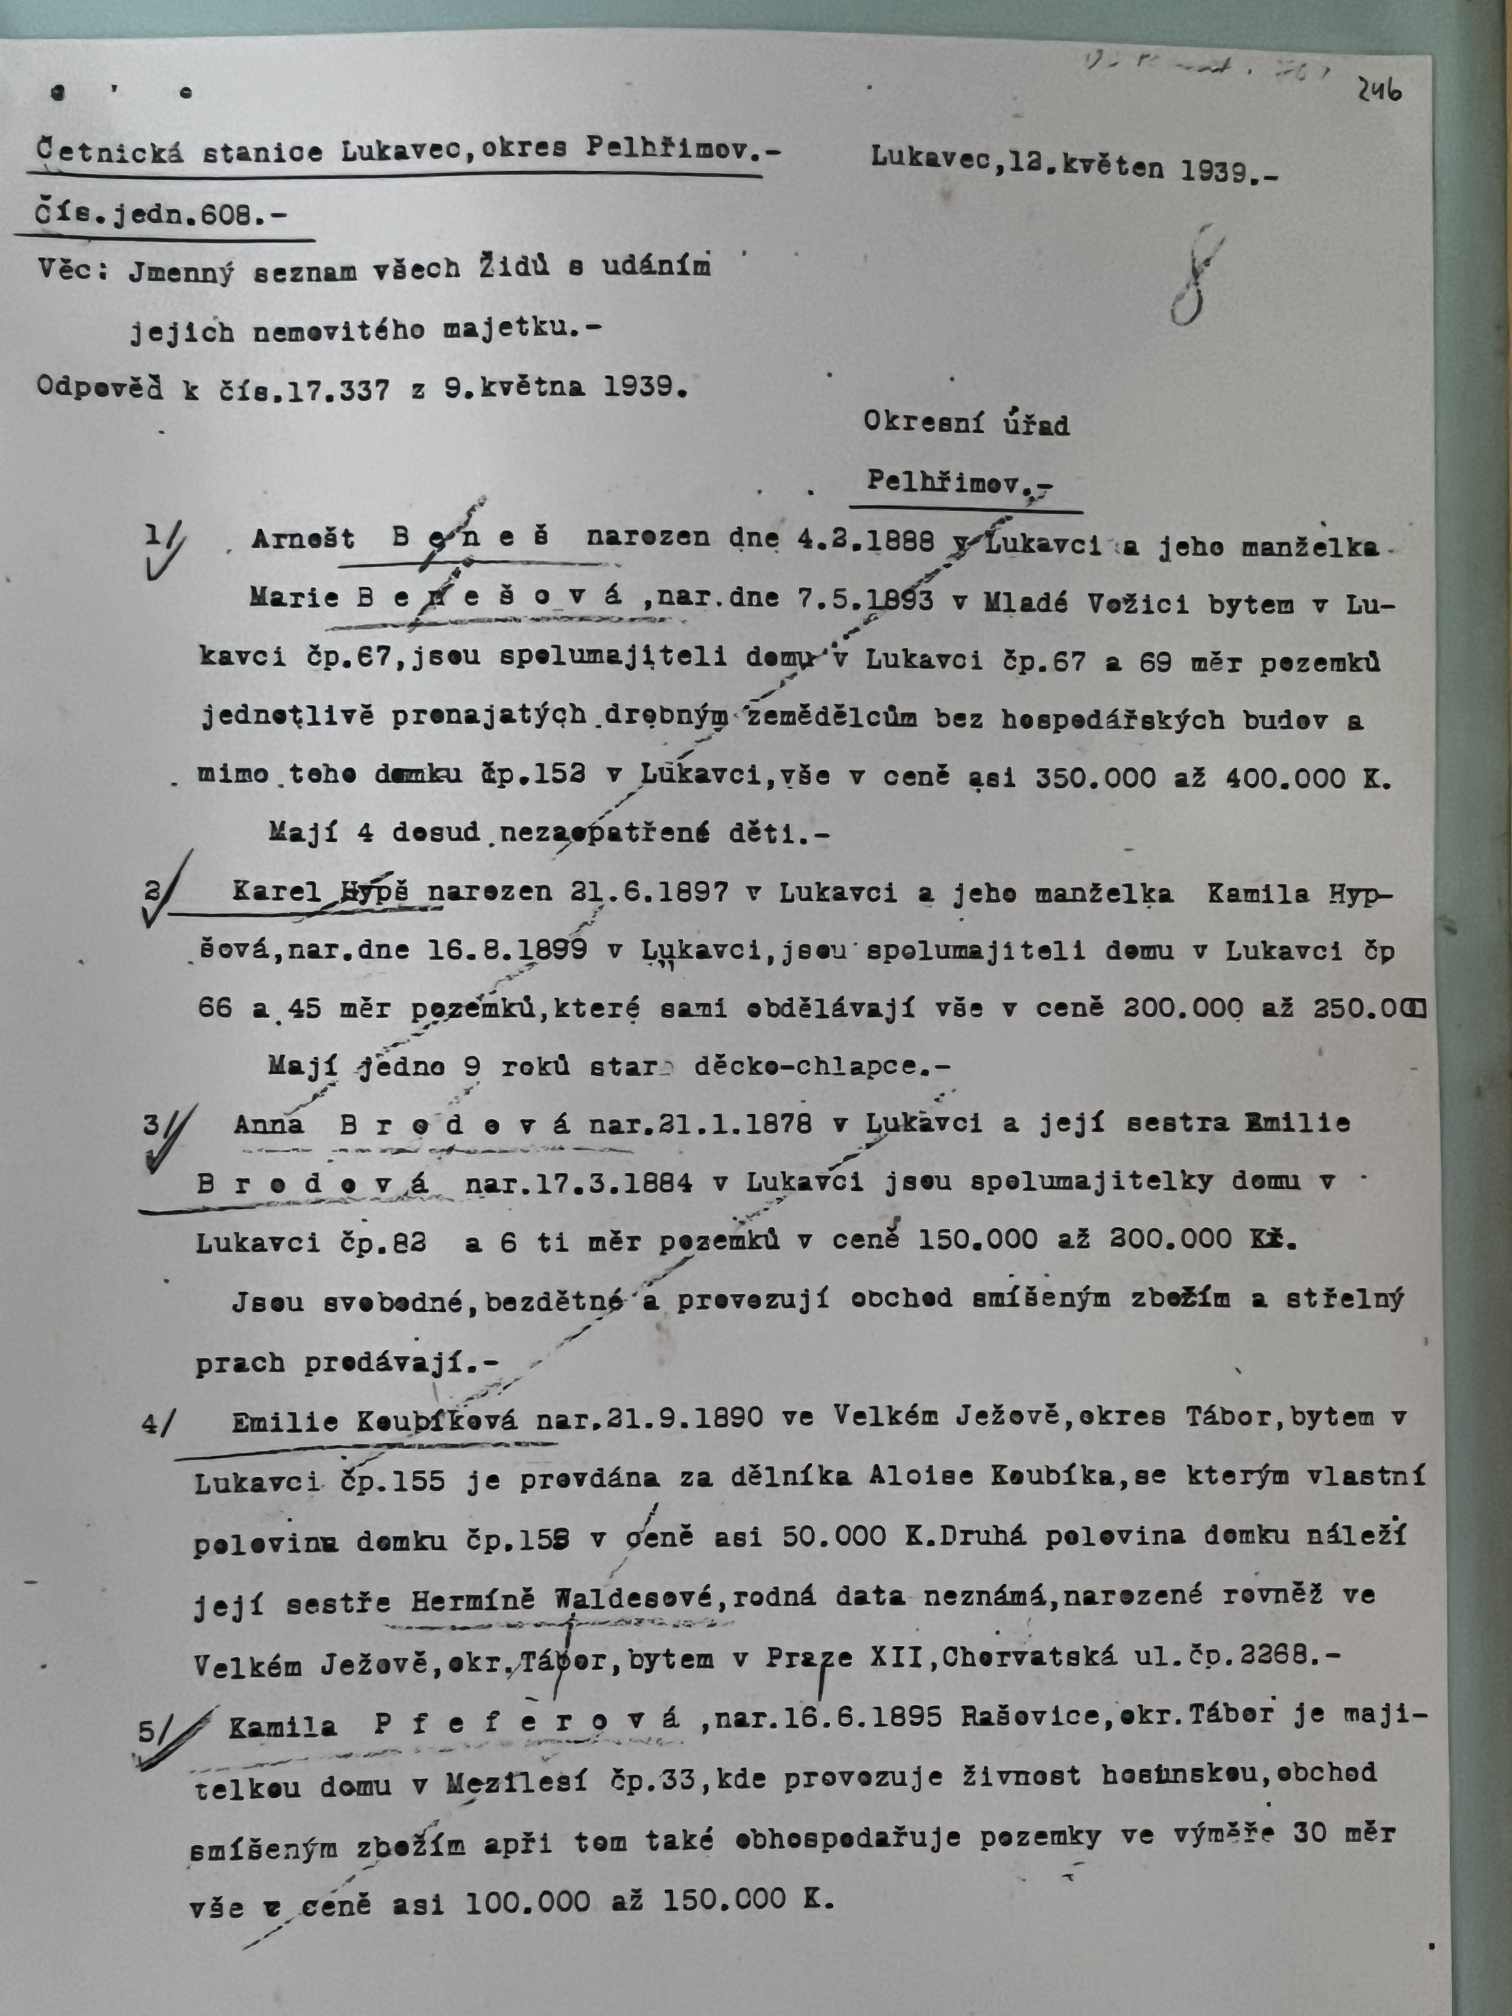 246
Četnická stanice Lukavec,okres Pelhřimov.-
Lukavec,12.květen 1939.-
Čís.jedn.608.-
8
Věc: Jmenný seznam všech Židů s udáním
jejich nemovitého majetku.-
Odpověď k čís.17.337 z 9.května 1939.
Okresní úřad
Pelhřimov.-
1/ Arnošt B e n e š narozen dne 4.2.1888 v Lukavci a jeho manželka
Marie B e n e š o v á ,nar.dne 7.5.1893 v Mladé Vožici bytem v Lu-
kavci čp.67,jsou spolumajiteli domu v Lukavci čp.67 a 69 měr pozemků
jednotlivě pronajatých drobným zemědělcům bez hospodářských budov a
mimo toho domku čp.152 v Lukavci,vše v ceně asi 350.000 až 400.000 K.
Mají 4 dosud nezaopatřené děti.-
2/ Karel Hypš narozen 21.6.1897 v Lukavci a jeho manželka Kamila Hyp-
šová,nar.dne 16.8.1899 v Lukavci,jsou spolumajiteli domu v Lukavci čp
66 a 45 měr pozemků,které sami obdělávají vše v ceně 200.000 až 250.000
Mají jedno 9 roků staro děcko-chlapce.-
3/ Anna B r o d o v á nar.21.1.1878 v Lukavci a její sestra Emilie
B r o d o v á nar.17.3.1884 v Lukavci jsou spolumajitelky domu v
Lukavci čp.82 a 6 ti měr pozemků v ceně 150.000 až 200.000 Kč.
Jsou svobodné,bezdětné a provozují obchod smíšeným zbožím a střelný
prach prodávají.-
4/ Emilie Koubíková nar.21.9.1890 ve Velkém Ježově,okres Tábor,bytem v
Lukavci čp.155 je provdána za dělníka Aloise Koubíka,se kterým vlastní
polovinu domku čp.158 v ceně asi 50.000 K.Druhá polovina domku náleží
její sestře Hermíně Waldesové,rodná data neznámá,narozené rovněž ve
Velkém Ježově,okr.Tábor,bytem v Praze XII,Chorvatská ul.čp.2268.-
5/ Kamila P f e f e r o v á ,nar.16.6.1895 Rašovice,okr.Tábor je maji-
telkou domu v Mezilesí čp.33,kde provozuje živnost hostinskou,obchod
smíšeným zbožím apři tom také obhospodařuje pozemky ve výměře 30 měr
vše v ceně asi 100.000 až 150.000 K.